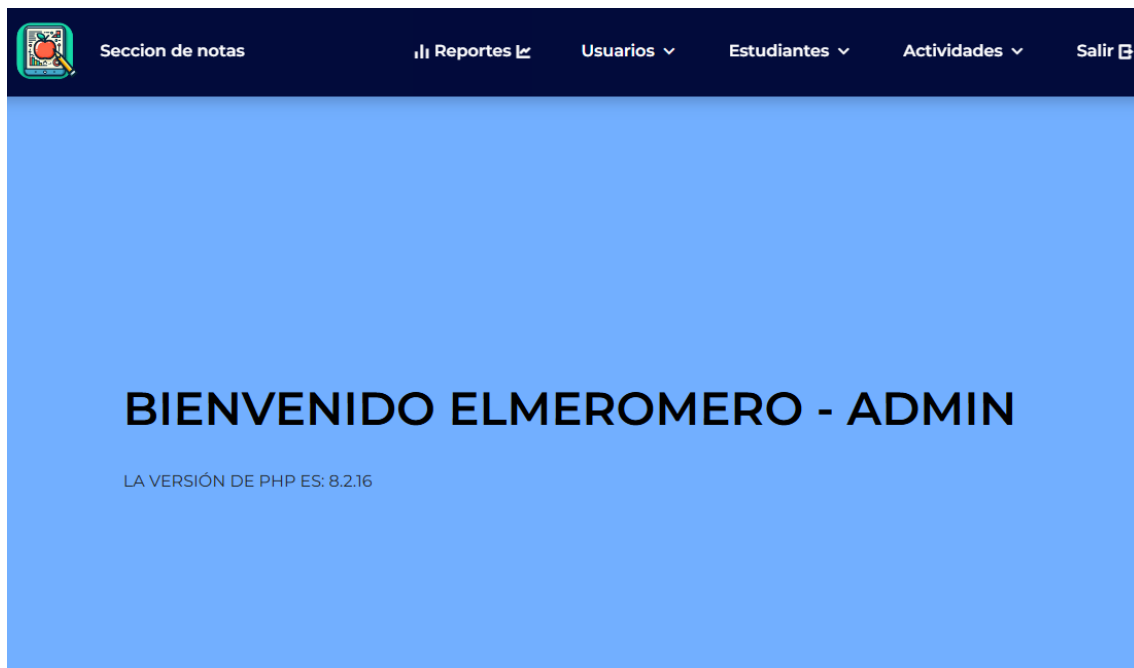 Seccion de notas Reportes Usuarios Estudiantes Actividades Salir
BIENVENIDO ELMEROMERO - ADMIN
LA VERSIÓN DE PHP ES: 8.2.16